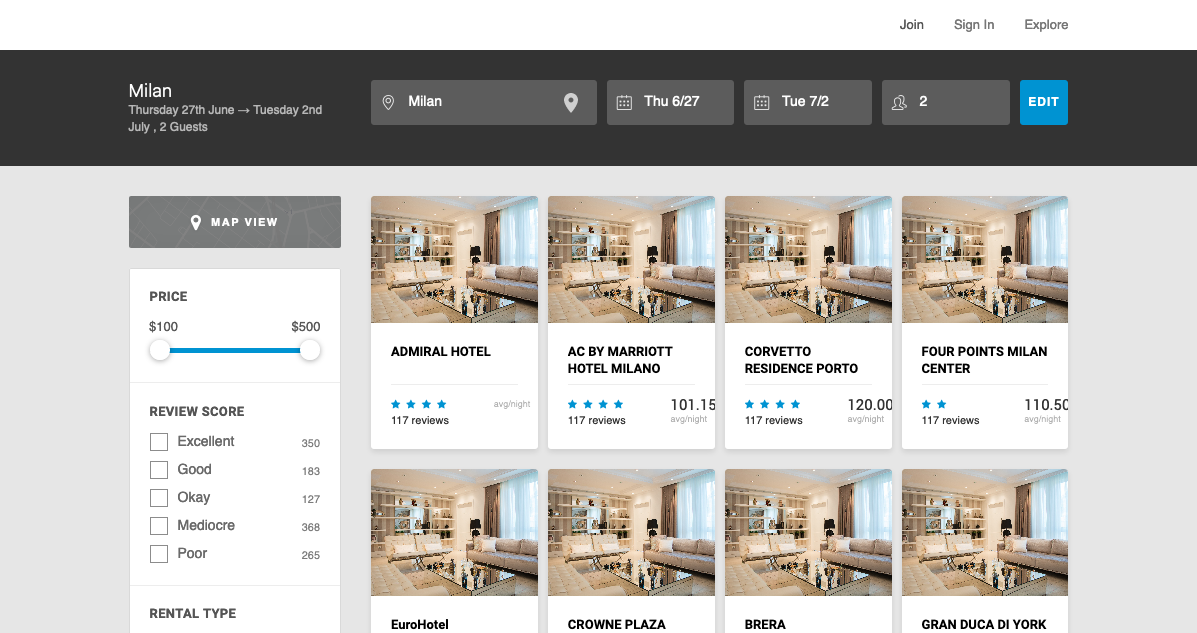 Join Sign In Explore
Milan
Thursday 27th June → Tuesday 2nd
July , 2 Guests
Milan
Thu 6/27
Tue 7/2
2
EDIT
MAP VIEW
PRICE
$100 $500
REVIEW SCORE
Excellent 350
Good 183
Okay 127
Mediocre 368
Poor 265
RENTAL TYPE
ADMIRAL HOTEL
avg/night
117 reviews
AC BY MARRIOTT
HOTEL MILANO
101.15
117 reviews avg/night
CORVETTO
RESIDENCE PORTO
120.00
117 reviews avg/night
FOUR POINTS MILAN
CENTER
110.50
117 reviews avg/night
EuroHotel
CROWNE PLAZA
BRERA
GRAN DUCA DI YORK